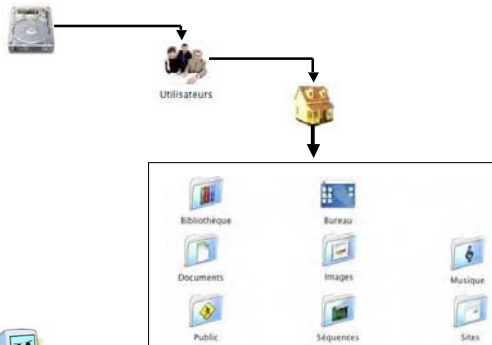 Utilisateurs
Bibliothèque Bureau
Documents Images Musique
Public Séquences Sites